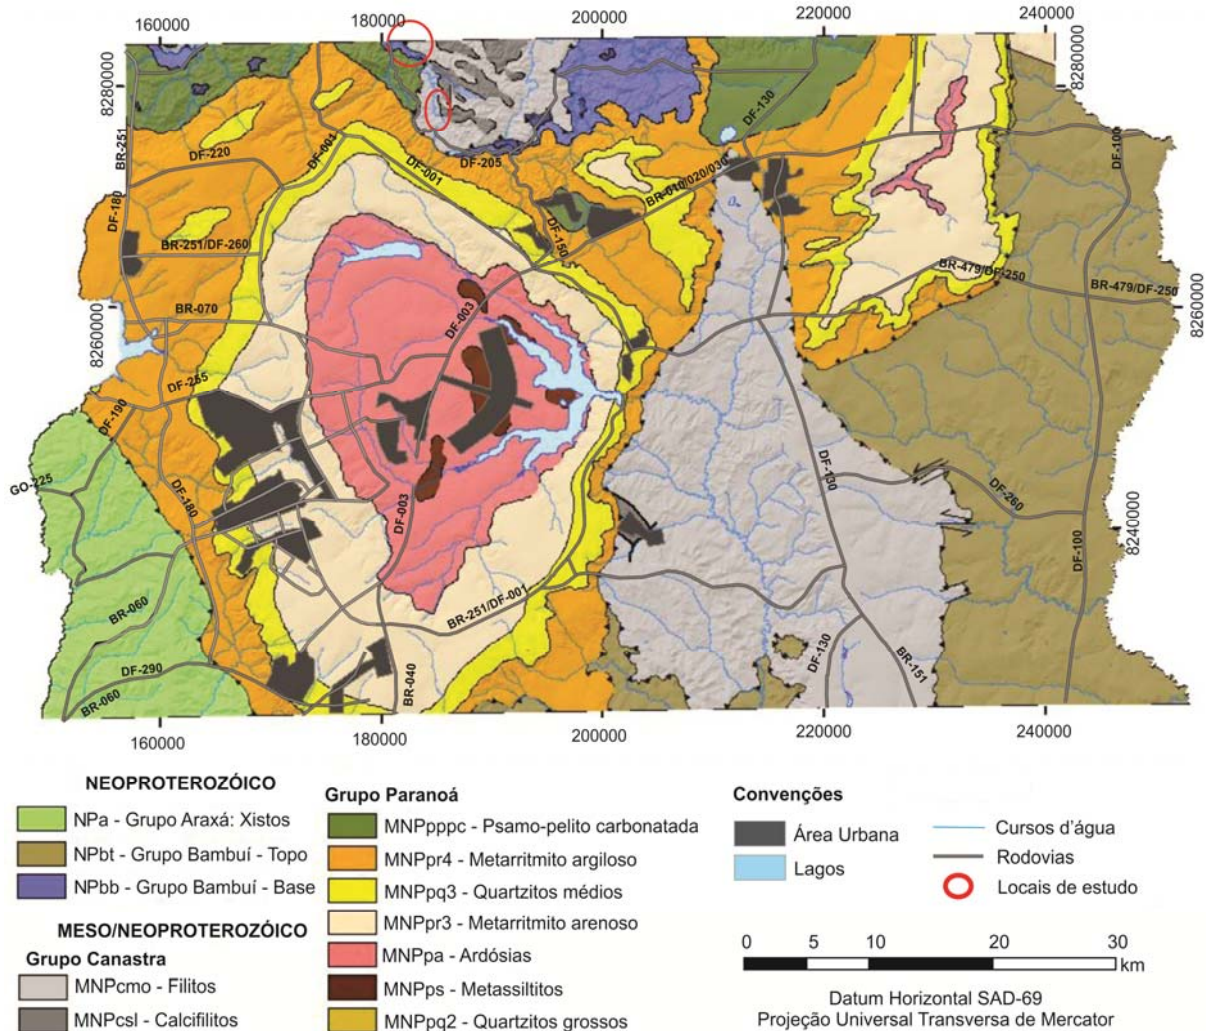 160000 180000 200000 220000 240000
8280000
8280000
8260000
8260000
8240000
BR-251
DF-220
DF-001
DF-001
DF-205
DF-130
DF-100
DF-180
BR-251/DF-260
DF-150
BR-010/020/030
BR-479/DF-250
BR-479/DF-250
BR-070
DF-003
DF-255
DF-190
GO-225
DF-180
DF-003
DF-130
DF-260
DF-100
BR-060
BR-251/DF-001
DF-290
BR-060
BR-040
DF-130
BR-151
160000 180000 200000 220000 240000
NEOPROTEROZÓICO
NPa - Grupo Araxá: Xistos
NPbt - Grupo Bambuí - Topo
NPbb - Grupo Bambuí - Base
MESO/NEOPROTEROZÓICO
Grupo Canastra
MNPcmo - Filitos
MNPcsl - Calcifilitos
Grupo Paranoá
MNPpppc - Psamo-pelito carbonatada
MNPpr4 - Metarritmito argiloso
MNPpq3 - Quartzitos médios
MNPpr3 - Metarritmito arenoso
MNPpa - Ardósias
MNPps - Metassiltitos
MNPpq2 - Quartzitos grossos
Convenções
Área Urbana
Lagos
Cursos d'água
Rodovias
Locais de estudo
0 5 10 20 30
km
Datum Horizontal SAD-69
Projeção Universal Transversa de Mercator